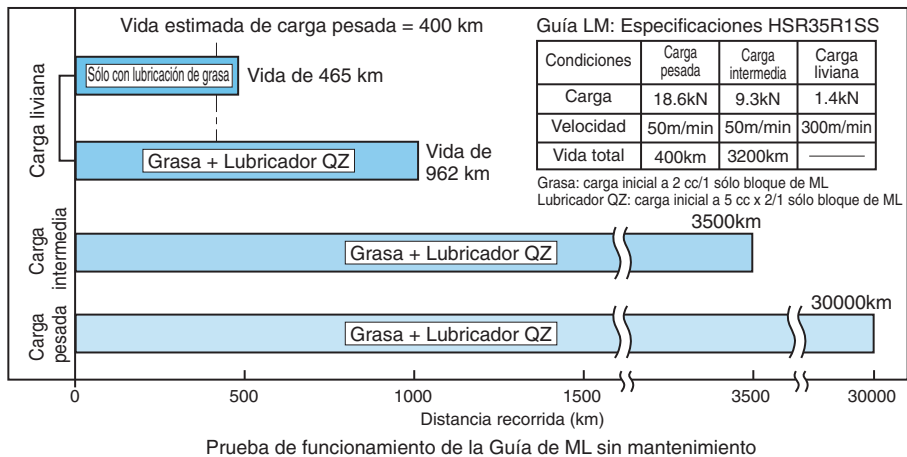 Vida estimada de carga pesada = 400 km
Guía LM: Especificaciones HSR35R1SS
Condiciones
Carga pesada
Carga intermedia
Carga liviana
Carga
18.6kN
9.3kN
1.4kN
Velocidad
50m/min
50m/min
300m/min
Vida total
400km
3200km
Grasa: carga inicial a 2 cc/1 sólo bloque de ML
Lubricador QZ: carga inicial a 5 cc x 2/1 sólo bloque de ML
Carga liviana
Sólo con lubricación de grasa
Vida de 465 km
Grasa + Lubricador QZ
Vida de
962 km
Carga
intermedia
Grasa + Lubricador QZ
3500km
Carga
pesada
Grasa + Lubricador QZ
30000km
0
500
1000
1500
3500
30000
Distancia recorrida (km)
Prueba de funcionamiento de la Guía de ML sin mantenimiento